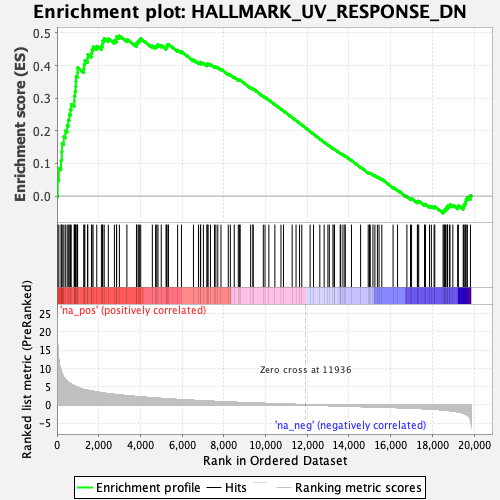 Enrichment plot: HALLMARK_UV_RESPONSE_DN
Enrichment score (ES)
0.5
0.4
0.3
0.2
0.1
0.0
'na_pos' (positively correlated)
Ranked list metric (PreRanked)
25
20
15
10
5
0
-5
Zero cross at 11936
'na_neg' (negatively correlated)
0
2,000
4,000
6,000
8,000
10,000
12,000
14,000
16,000
18,000
20,000
Rank in Ordered Dataset
Enrichment profile
Hits
Ranking metric scores